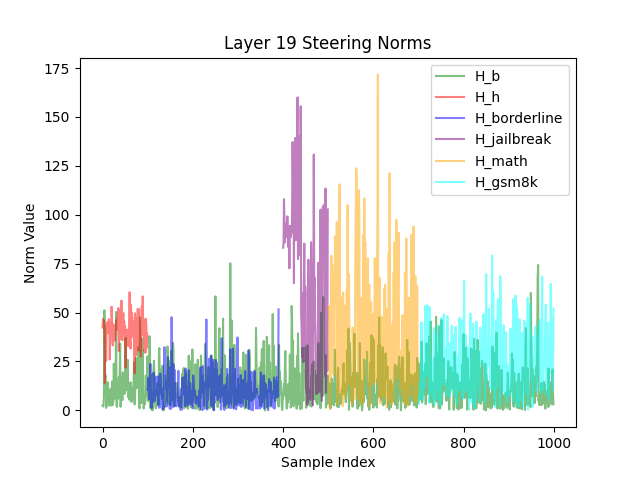 Layer 19 Steering Norms
Norm Value
175
150
125
100
75
50
25
0
0
200
400
600
800
1000
Sample Index
H_b
H_h
H_borderline
H_jailbreak
H_math
H_gsm8k